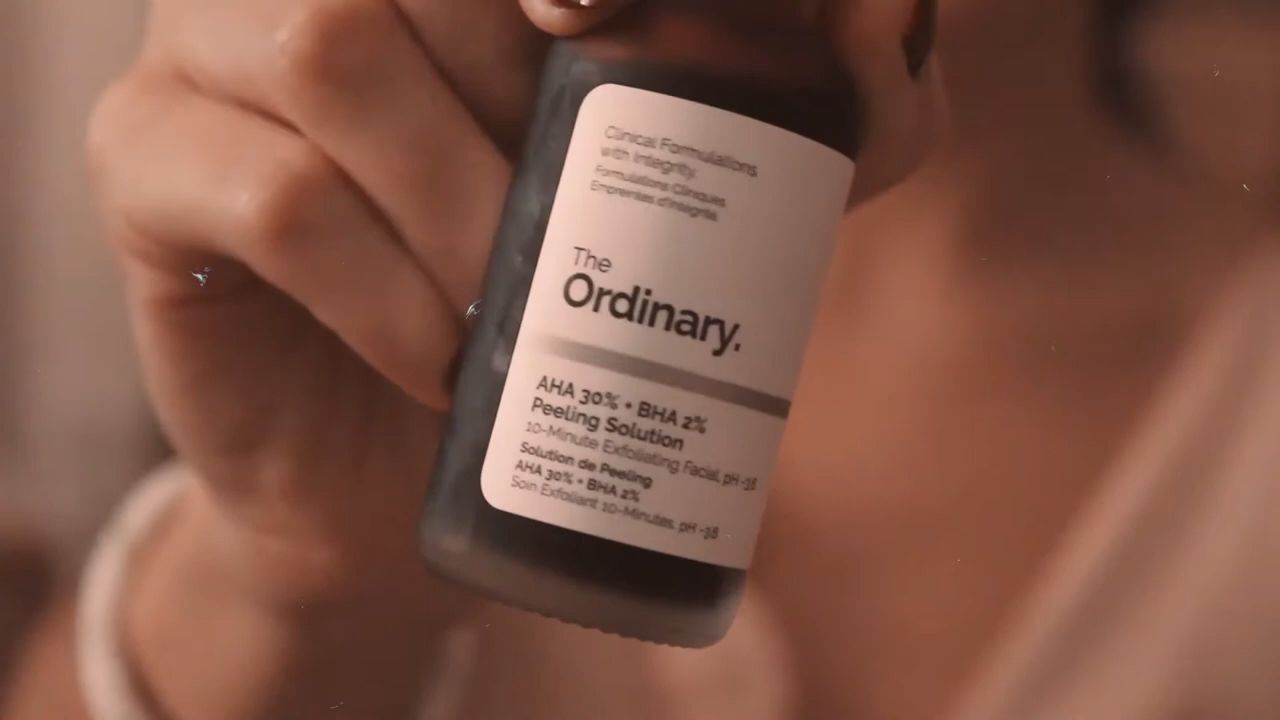 Clinical Formulations
with Integrity.
Formulations Cliniques
Empreintes d'Intégrité.
The
Ordinary.
AHA 30% + BHA 2%
Peeling Solution
10-Minute Exfoliating Facial. pH ~3.6
Solution de Peeling
AHA 30% + BHA 2%
Soin Exfoliant 10-Minutes. pH ~3.6